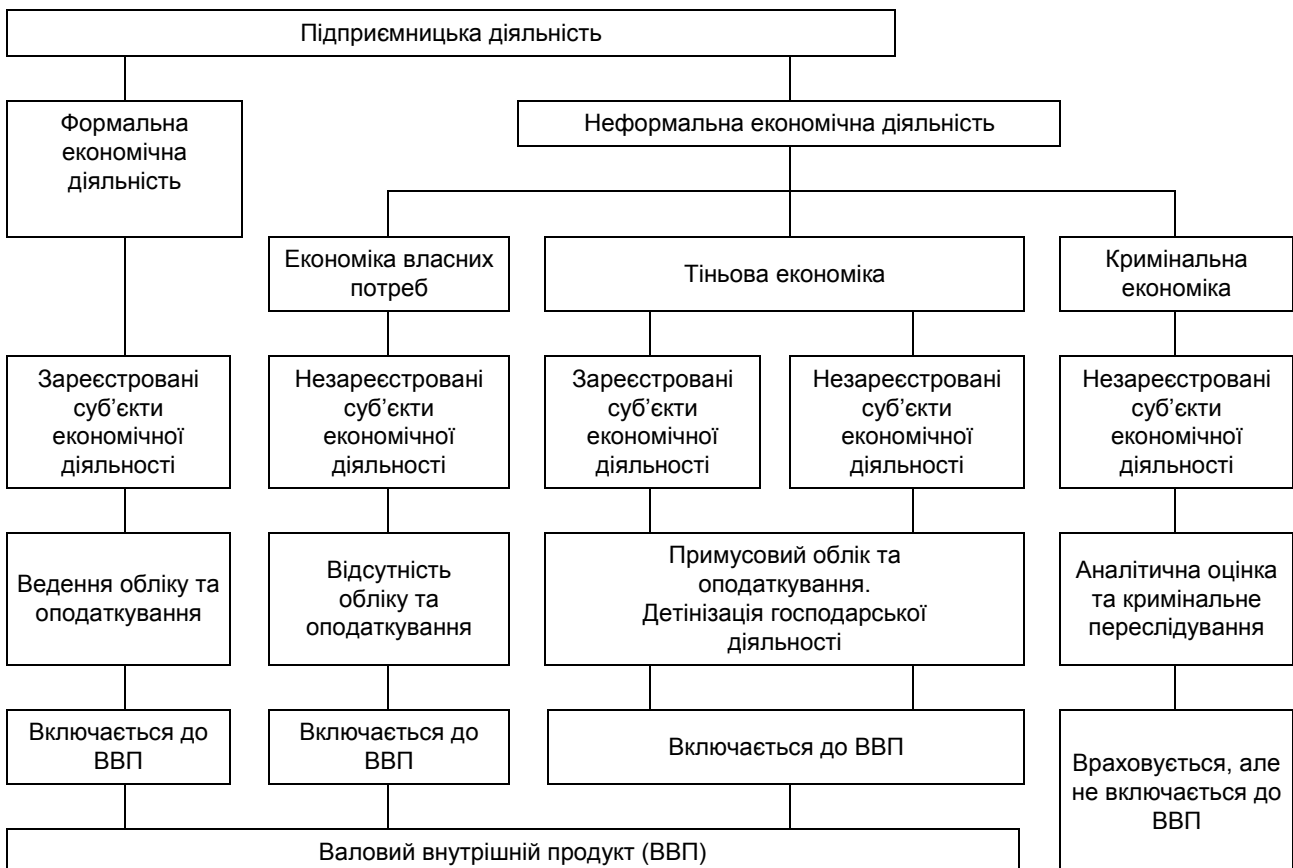 Підприємницька діяльність
Формальна
економічна
діяльність
Неформальна економічна діяльність
Економіка власних
потреб
Тіньова економіка
Кримінальна
економіка
Зареєстровані
суб’єкти
економічної
діяльності
Незареєстровані
суб’єкти
економічної
діяльності
Зареєстровані
суб’єкти
економічної
діяльності
Незареєстровані
суб’єкти
економічної
діяльності
Незареєстровані
суб’єкти
економічної
діяльності
Ведення обліку та
оподаткування
Відсутність
обліку та
оподаткування
Примусовий облік та
оподаткування.
Детінізація господарської
діяльності
Аналітична оцінка
та кримінальне
переслідування
Включається до
ВВП
Включається до
ВВП
Включається до ВВП
Враховується, але
не включається до
ВВП
Валовий внутрішній продукт (ВВП)